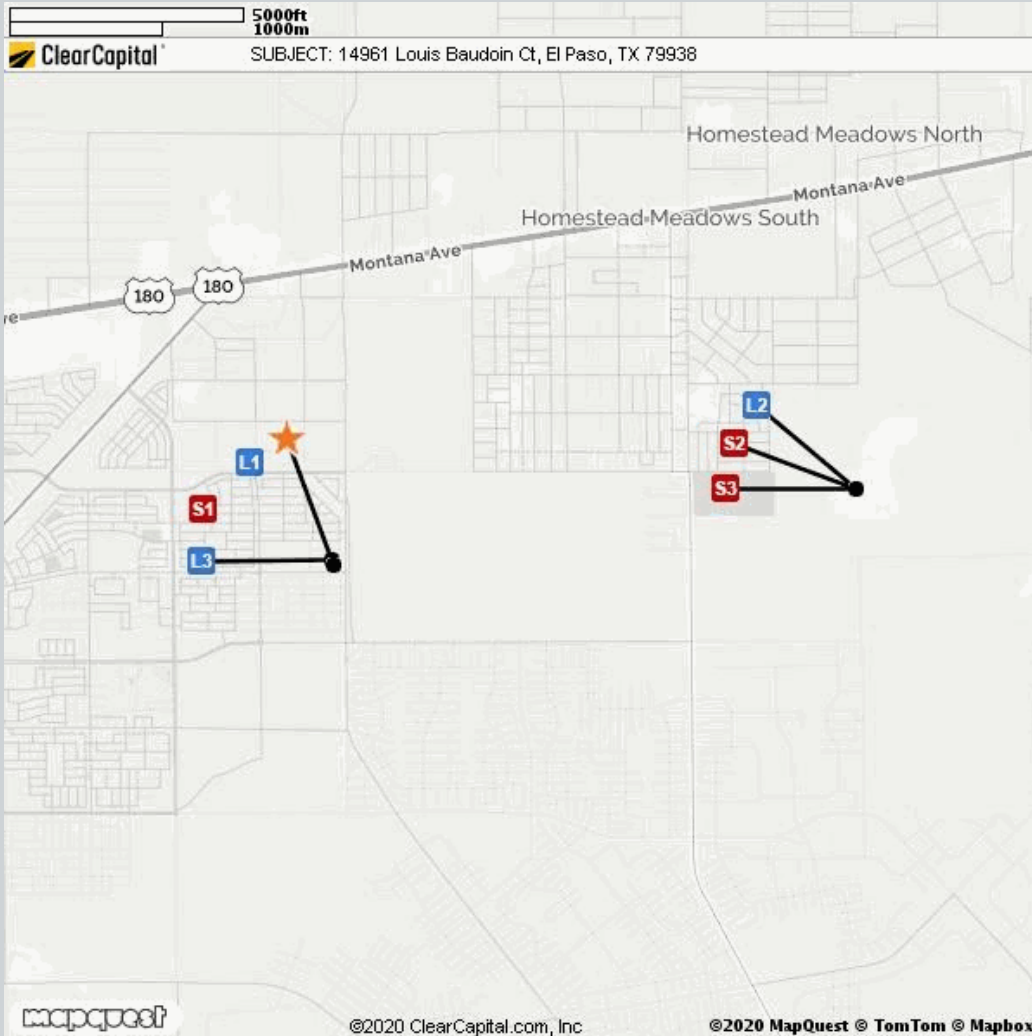 5000ft
1000m
ClearCapital
SUBJECT: 14961 Louis Baudoin Ct, El Paso, TX 79938
Homestead Meadows North
Montana Ave
Homestead Meadows South
Montana Ave
180
180
ve
L2
S2
L1
S3
S1
L3
mapquest
©2020 ClearCapital.com, Inc
©2020 MapQuest © TomTom © Mapbox